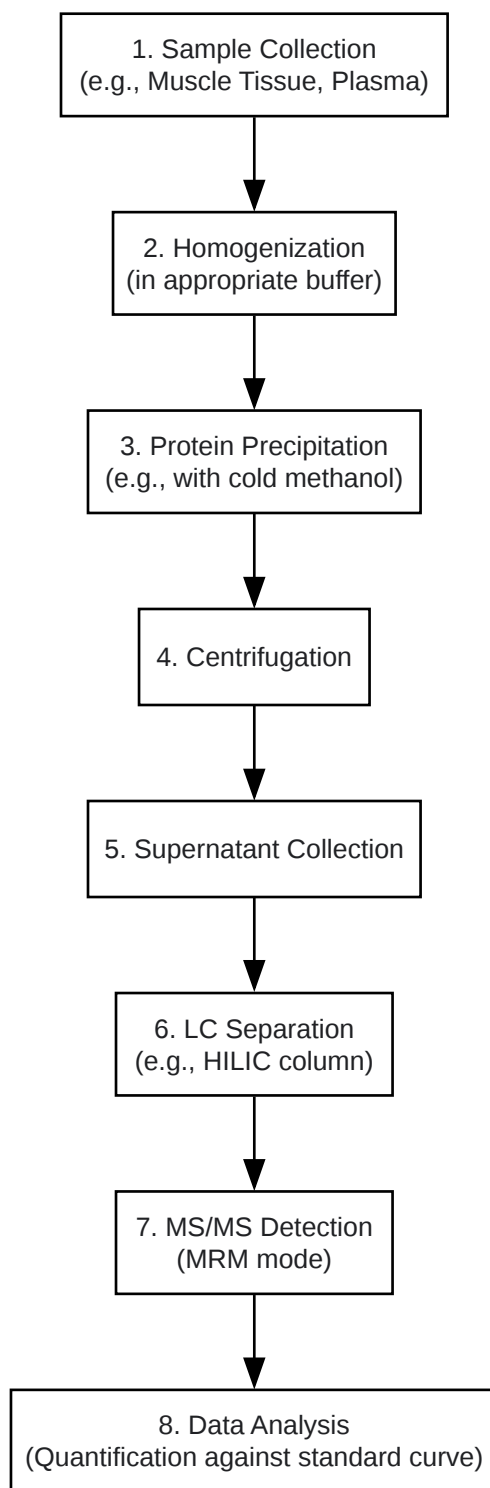 1. Sample Collection
(e.g., Muscle Tissue, Plasma)
2. Homogenization
(in appropriate buffer)
3. Protein Precipitation
(e.g., with cold methanol)
4. Centrifugation
5. Supernatant Collection
6. LC Separation
(e.g., HILIC column)
7. MS/MS Detection
(MRM mode)
8. Data Analysis
(Quantification against standard curve)